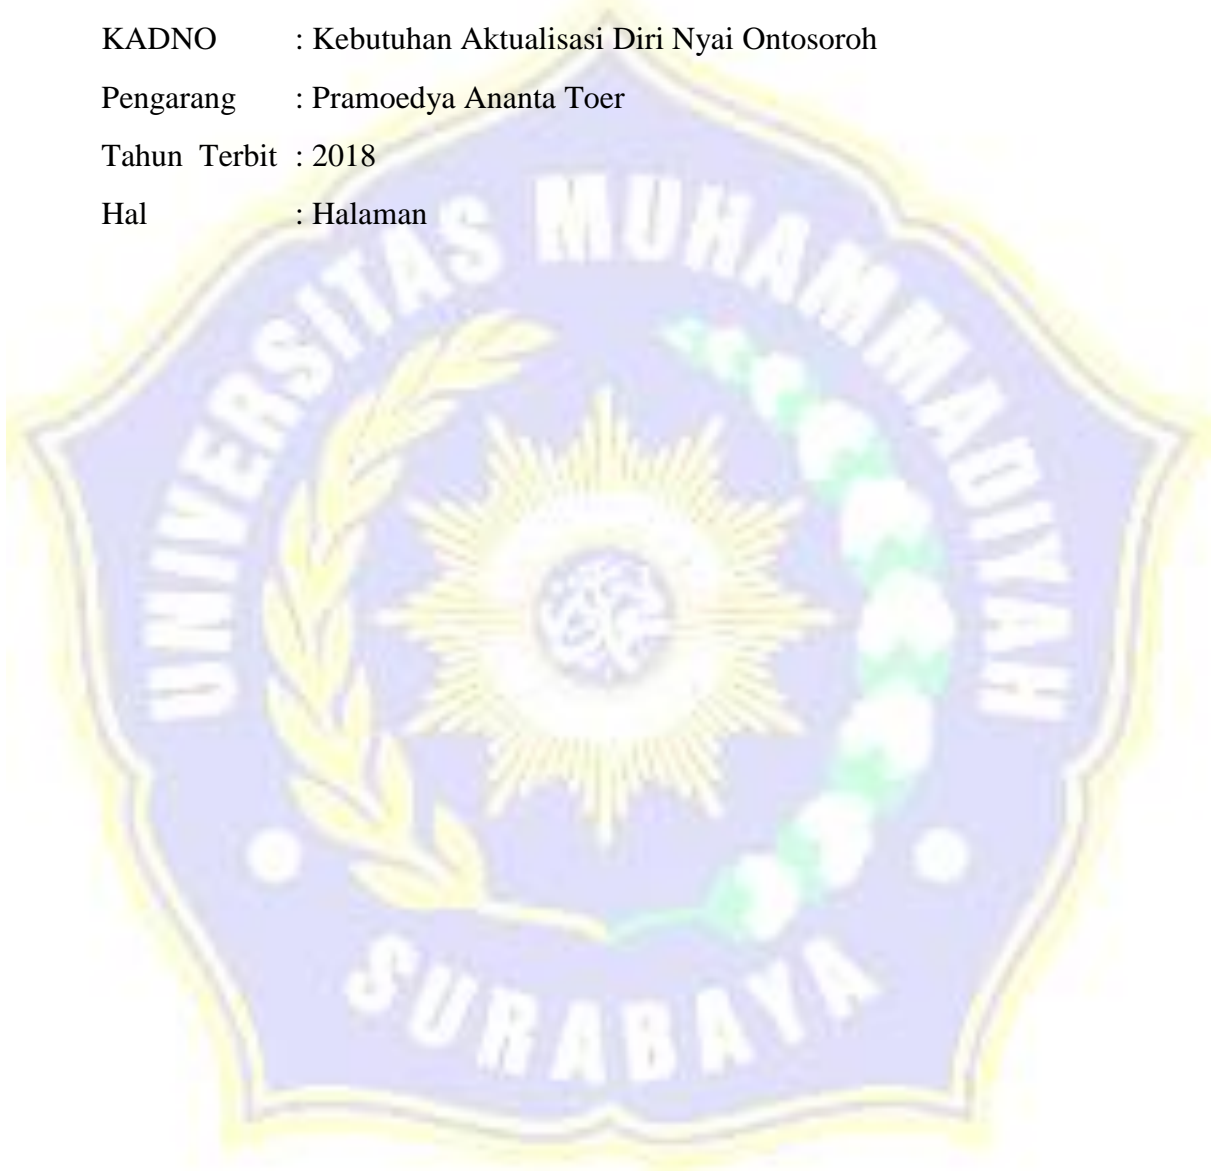 KADNO : Kebutuhan Aktualisasi Diri Nyai Ontosoroh
Pengarang : Pramoedya Ananta Toer
Tahun Terbit : 2018
Hal : Halaman
UNIVERSITAS MUHAMMADIYAH
SURABAYA